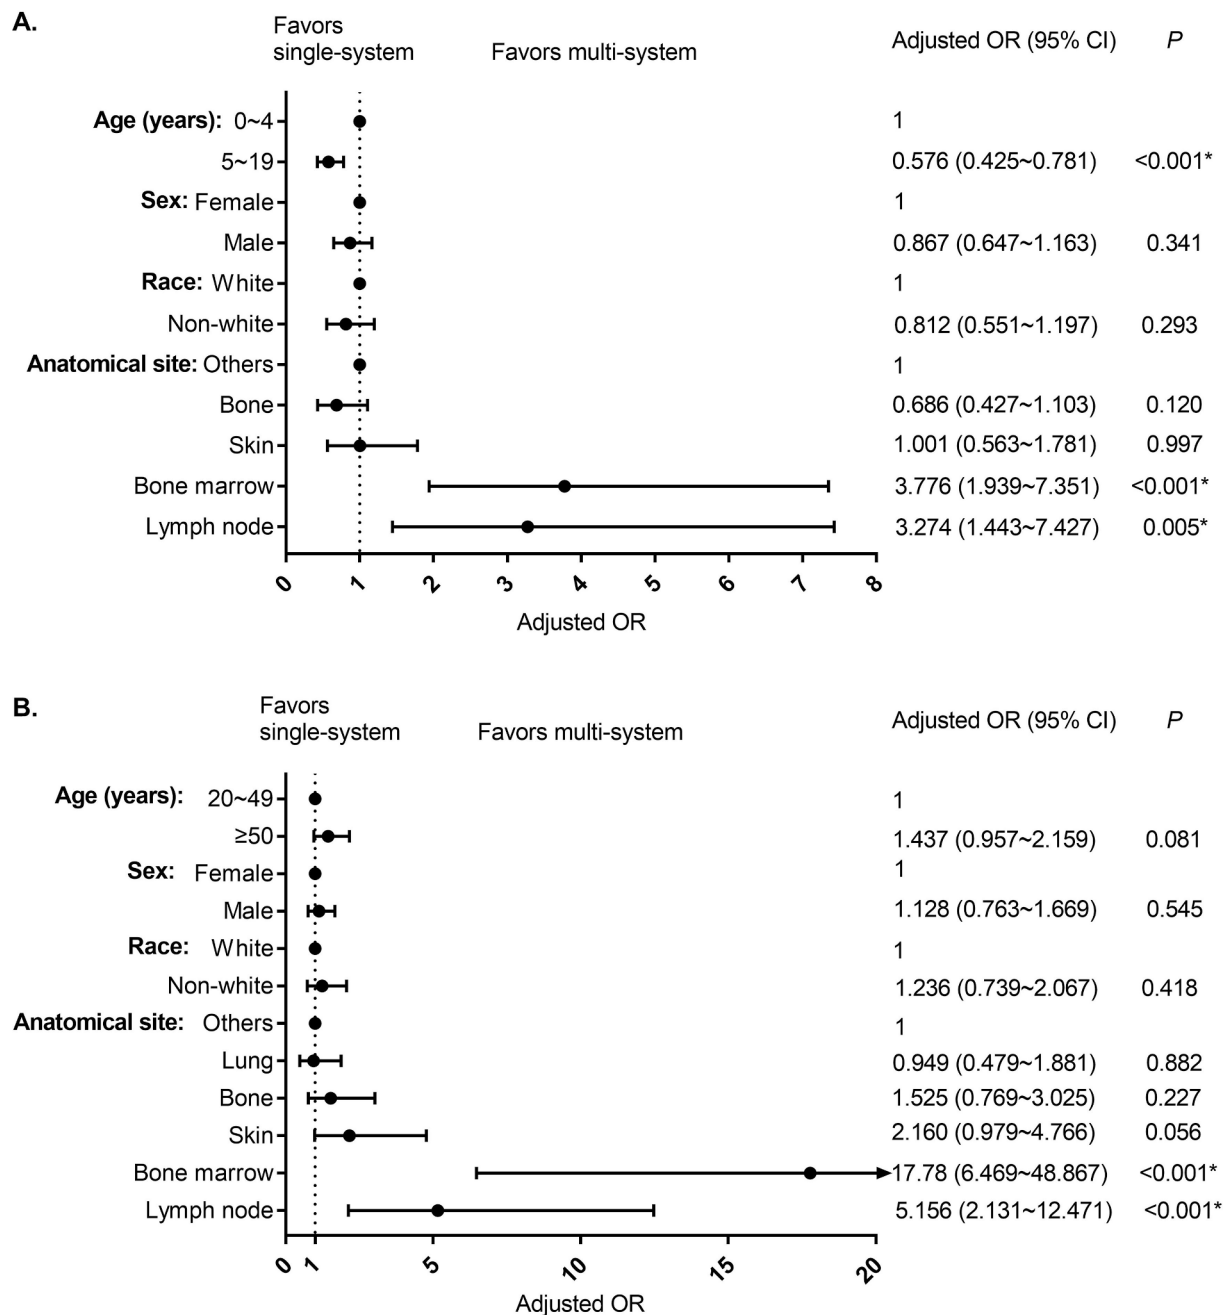 A.
Favors
single-system
Favors multi-system
Adjusted OR (95% CI) P
Age (years): 0~4 1
5~19 0.576 (0.425~0.781) <0.001*
Sex: Female 1
Male 0.867 (0.647~1.163) 0.341
Race: White 1
Non-white 0.812 (0.551~1.197) 0.293
Anatomical site: Others 1
Bone 0.686 (0.427~1.103) 0.120
Skin 1.001 (0.563~1.781) 0.997
Bone marrow 3.776 (1.939~7.351) <0.001*
Lymph node 3.274 (1.443~7.427) 0.005*
0 1 2 3 4 5 6 7 8
Adjusted OR
B.
Favors
single-system
Favors multi-system
Adjusted OR (95% CI) P
Age (years): 20~49 1
≥50 1.437 (0.957~2.159) 0.081
Sex: Female 1
Male 1.128 (0.763~1.669) 0.545
Race: White 1
Non-white 1.236 (0.739~2.067) 0.418
Anatomical site: Others 1
Lung 0.949 (0.479~1.881) 0.882
Bone 1.525 (0.769~3.025) 0.227
Skin 2.160 (0.979~4.766) 0.056
Bone marrow 17.78 (6.469~48.867) <0.001*
Lymph node 5.156 (2.131~12.471) <0.001*
0 1 5 10 15 20
Adjusted OR